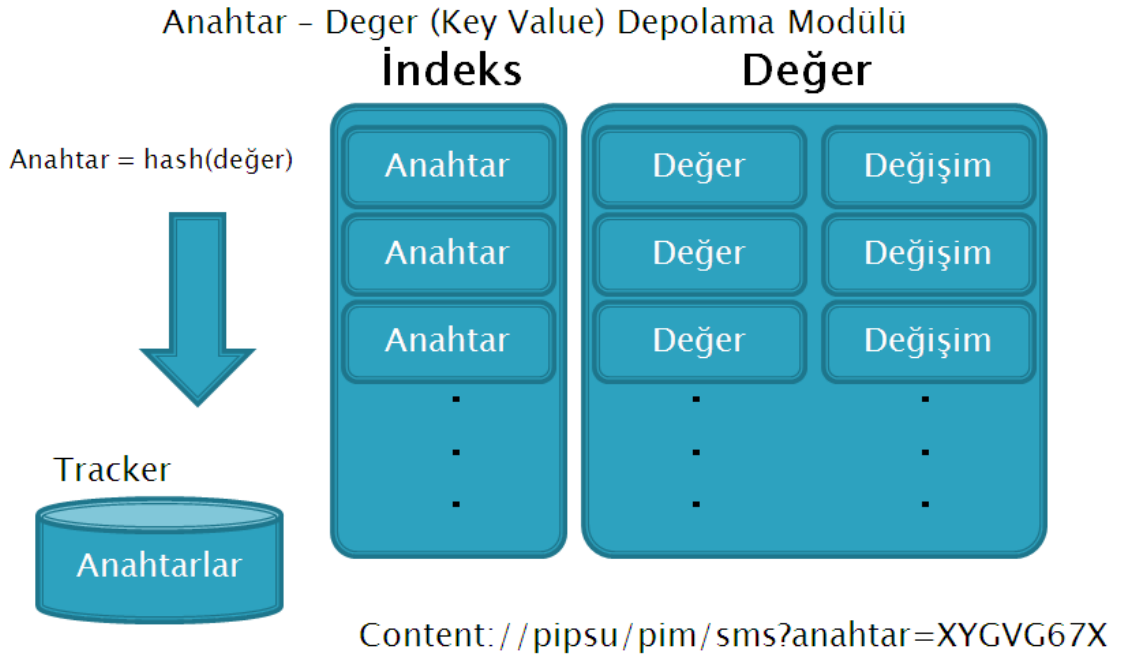 Anahtar – Deger (Key Value) Depolama Modülü
İndeks Değer
Anahtar = hash(değer)
Anahtar Değer Değişim
Anahtar Değer Değişim
Anahtar Değer Değişim
. . .
. . .
. . .
Tracker
Anahtarlar
Content://pipsu/pim/sms?anahtar=XYGVG67X